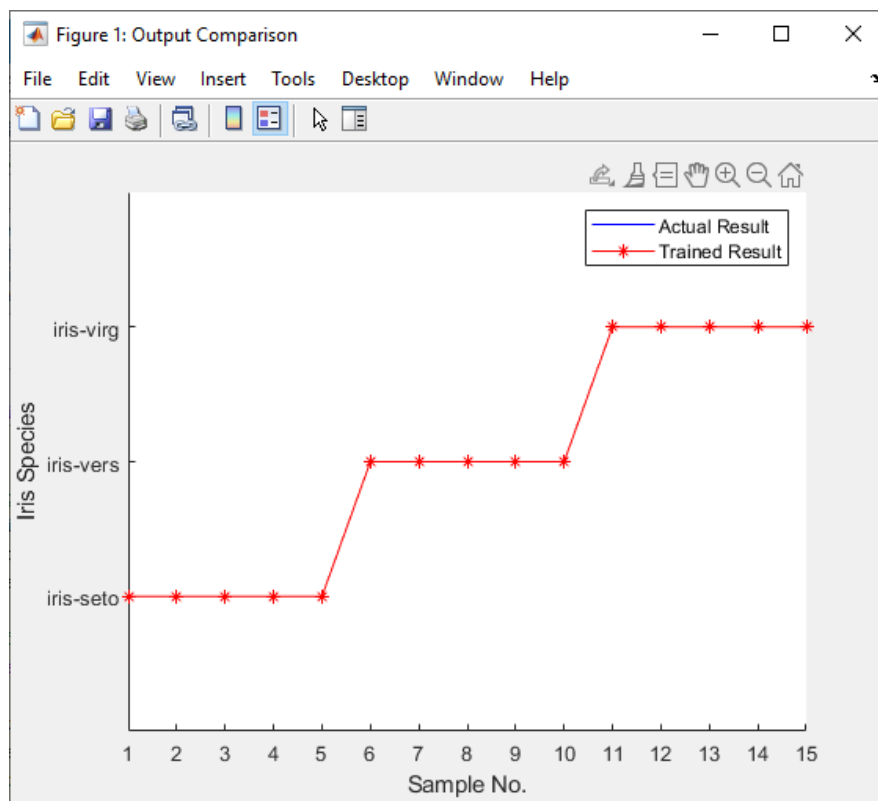 Figure 1: Output Comparison
File Edit View Insert Tools Desktop Window Help
Actual Result
Trained Result
iris-virg
iris-vers
iris-seto
Iris Species
1 2 3 4 5 6 7 8 9 10 11 12 13 14 15
Sample No.